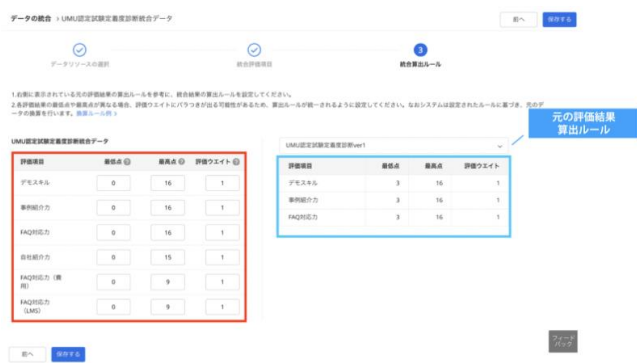 データの統合 › UMU認定試験定着度診断統合データ
前へ 保存する
データソースの選択 統合評価項目 3 統合算出ルール
1.右側に表示されている元の評価結果の算出ルールを参考に、統合結果の算出ルールを設定してください。
2.各評価結果の最低点や最高点が異なる場合、評価ウエイトにバラつきが出る可能性があるため、算出ルールが統一されるように設定してください。なおシステムは設定されたルールに基づき、元のデ
ータの換算を行います。換算ルール例 ›
元の評価結果
算出ルール
UMU認定試験定着度診断統合データ
評価項目 最低点 最高点 評価ウエイト
デモスキル 0 16 1
事例紹介力 0 16 1
FAQ対応力 0 16 1
自社紹介力 0 15 1
FAQ対応力（費
用） 0 9 1
FAQ対応力
（LMS） 0 9 1
UMU認定試験定着度診断ver1
評価項目 最低点 最高点 評価ウエイト
デモスキル 3 16 1
事例紹介力 3 16 1
FAQ対応力 3 16 1
フィード
バック
前へ 保存する